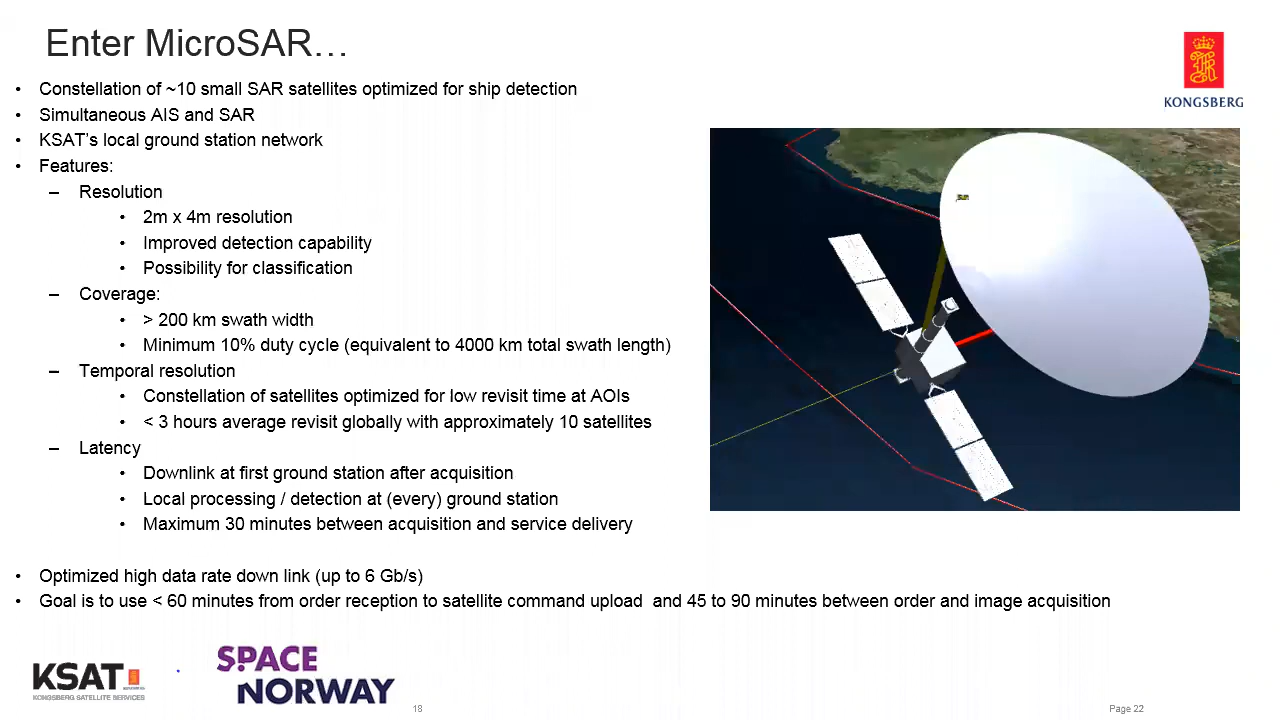 Enter MicroSAR…
KONGSBERG
• Constellation of ~10 small SAR satellites optimized for ship detection
• Simultaneous AIS and SAR
• KSAT's local ground station network
• Features:
– Resolution
• 2m x 4m resolution
• Improved detection capability
• Possibility for classification
– Coverage:
• > 200 km swath width
• Minimum 10% duty cycle (equivalent to 4000 km total swath length)
– Temporal resolution
• Constellation of satellites optimized for low revisit time at AOIs
• < 3 hours average revisit globally with approximately 10 satellites
– Latency
• Downlink at first ground station after acquisition
• Local processing / detection at (every) ground station
• Maximum 30 minutes between acquisition and service delivery
• Optimized high data rate down link (up to 6 Gb/s)
• Goal is to use < 60 minutes from order reception to satellite command upload  and 45 to 90 minutes between order and image acquisition
KSAT
KONGSBERG SATELLITE SERVICES
SPACE
NORWAY
18
Page 22